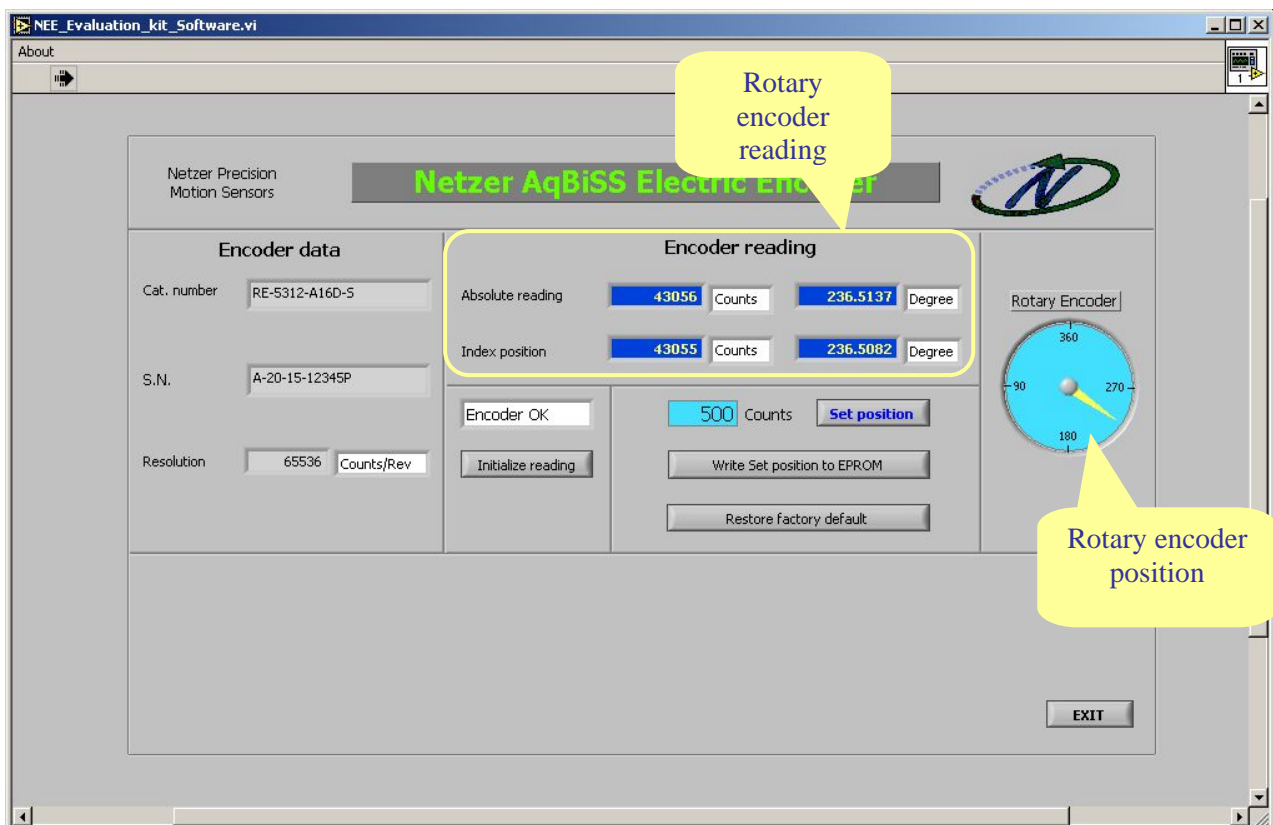 NEE_Evaluation_kit_Software.vi
About
1
Rotary
encoder
reading
Netzer Precision
Motion Sensors
Netzer AqBiSS Electric Encoder
N
Encoder data
Cat. number RE-5312-A16D-S
S.N. A-20-15-12345P
Resolution 65536 Counts/Rev
Encoder reading
Absolute reading 43056 Counts 236.5137 Degree
Index position 43055 Counts 236.5082 Degree
Encoder OK
Initialize reading
500 Counts Set position
Write Set position to EPROM
Restore factory default
Rotary Encoder
360
90 270
180
Rotary encoder
position
EXIT